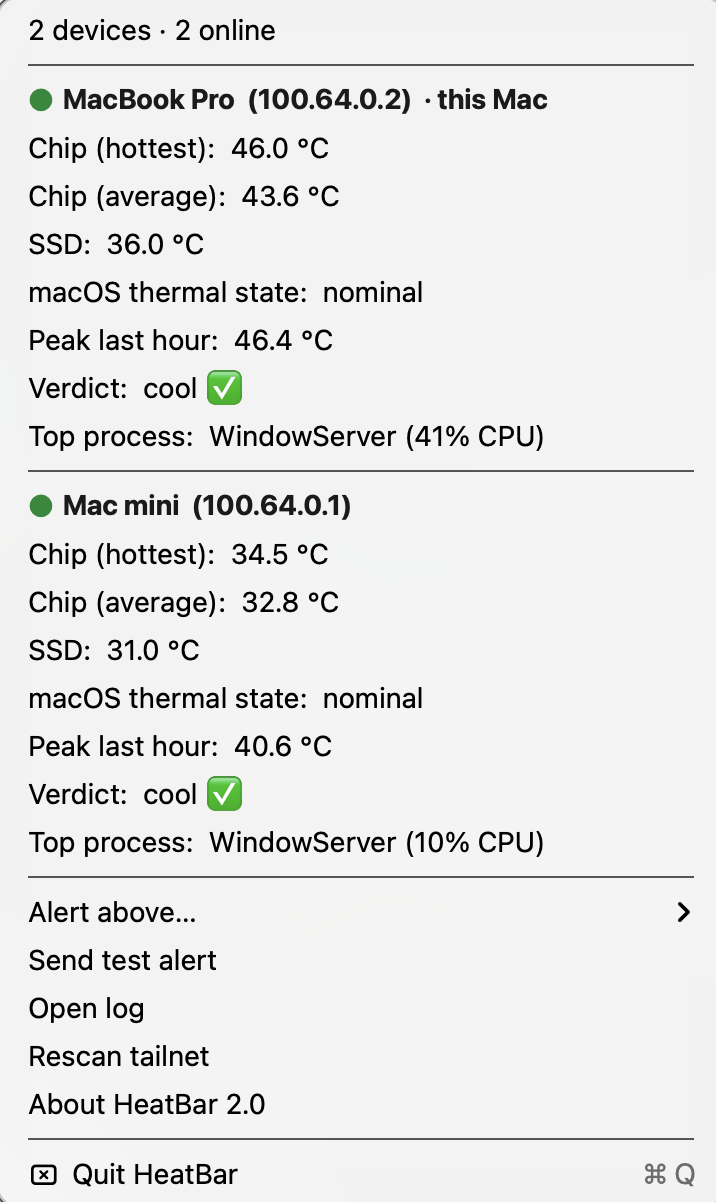 2 devices · 2 online
MacBook Pro (100.64.0.2) · this Mac
Chip (hottest): 46.0 °C
Chip (average): 43.6 °C
SSD: 36.0 °C
macOS thermal state: nominal
Peak last hour: 46.4 °C
Verdict: cool ✅
Top process: WindowServer (41% CPU)
Mac mini (100.64.0.1)
Chip (hottest): 34.5 °C
Chip (average): 32.8 °C
SSD: 31.0 °C
macOS thermal state: nominal
Peak last hour: 40.6 °C
Verdict: cool ✅
Top process: WindowServer (10% CPU)
Alert above...
Send test alert
Open log
Rescan tailnet
About HeatBar 2.0
Quit HeatBar ⌘ Q